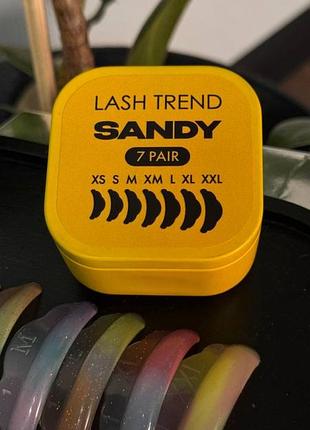 LASH TREND
SANDY
7 PAIR
XS S M XM L XL XXL
M